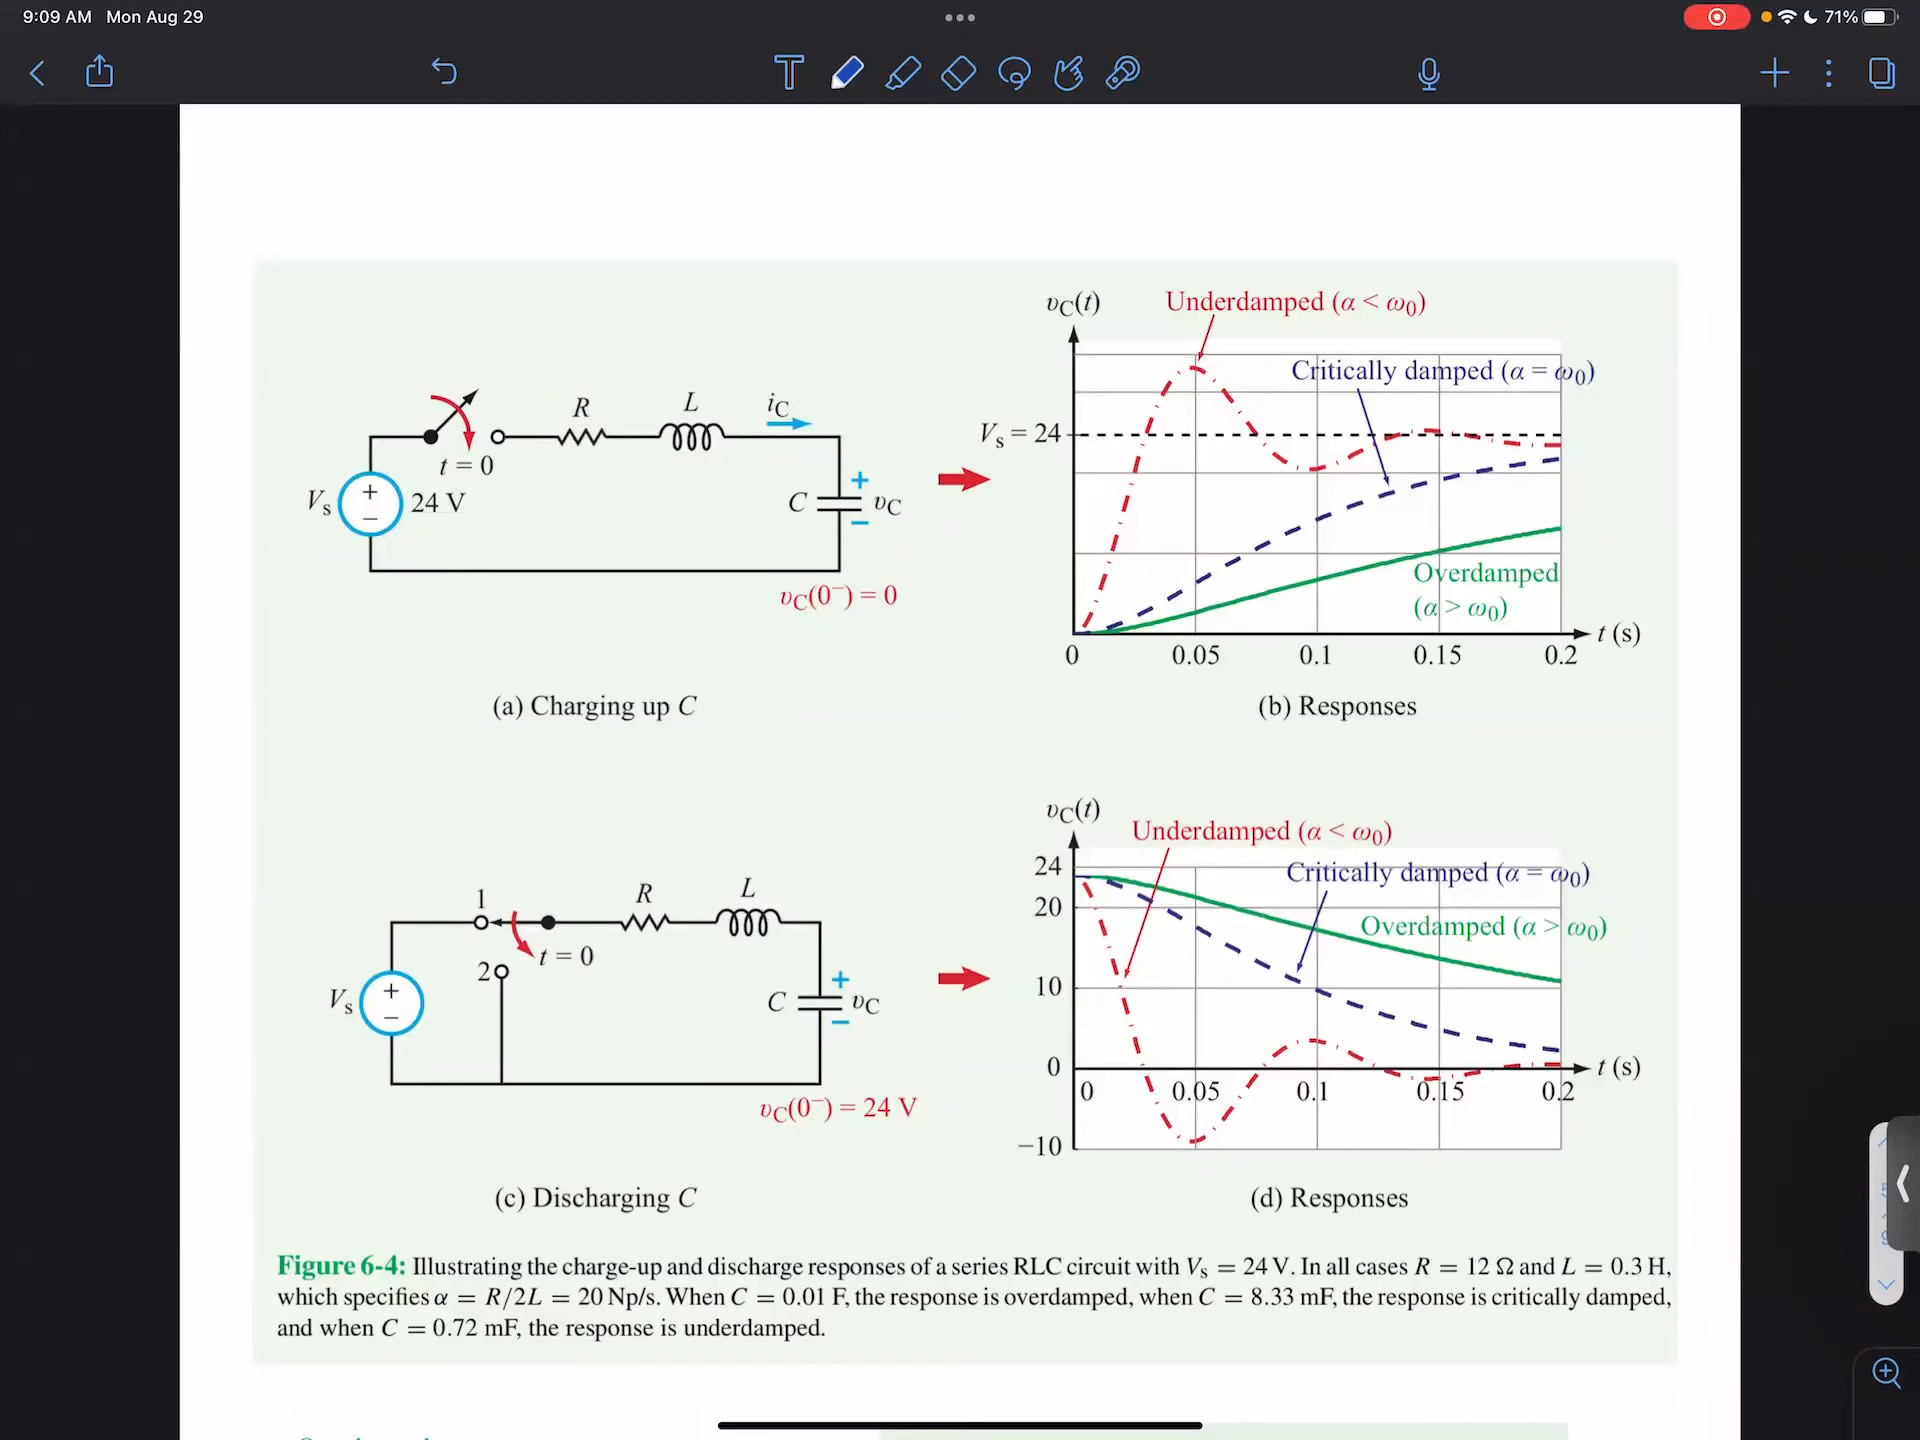 9:09 AM Mon Aug 29
71%
υC(t)
Underdamped (α < ω0)
Critically damped (α = ω0)
Vs = 24
Overdamped
(α > ω0)
t (s)
0 0.05 0.1 0.15 0.2
R L iC
t = 0
Vs + − 24 V
C + − υC
υC(0−) = 0
(a) Charging up C
(b) Responses
υC(t)
Underdamped (α < ω0)
24
Critically damped (α = ω0)
20
Overdamped (α > ω0)
10
0
t (s)
0 0.05 0.1 0.15 0.2
−10
1 R L
t = 0
2
Vs + −
C + − υC
υC(0−) = 24 V
(c) Discharging C
(d) Responses
Figure 6-4: Illustrating the charge-up and discharge responses of a series RLC circuit with Vs = 24 V. In all cases R = 12 Ω and L = 0.3 H,
which specifies α = R/2L = 20 Np/s. When C = 0.01 F, the response is overdamped, when C = 8.33 mF, the response is critically damped,
and when C = 0.72 mF, the response is underdamped.